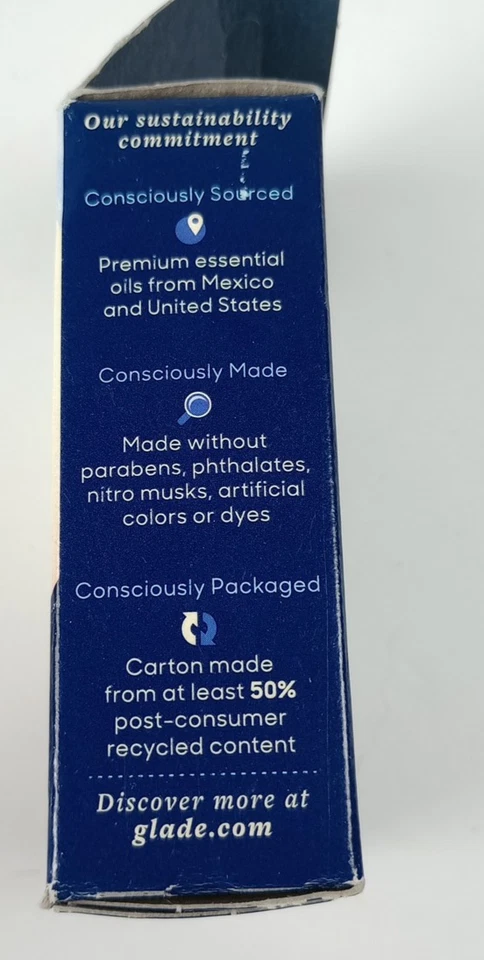 Our sustainability
commitment
Consciously Sourced
Premium essential
oils from Mexico
and United States
Consciously Made
Made without
parabens, phthalates,
nitro musks, artificial
colors or dyes
Consciously Packaged
Carton made
from at least 50%
post-consumer
recycled content
Discover more at
glade.com